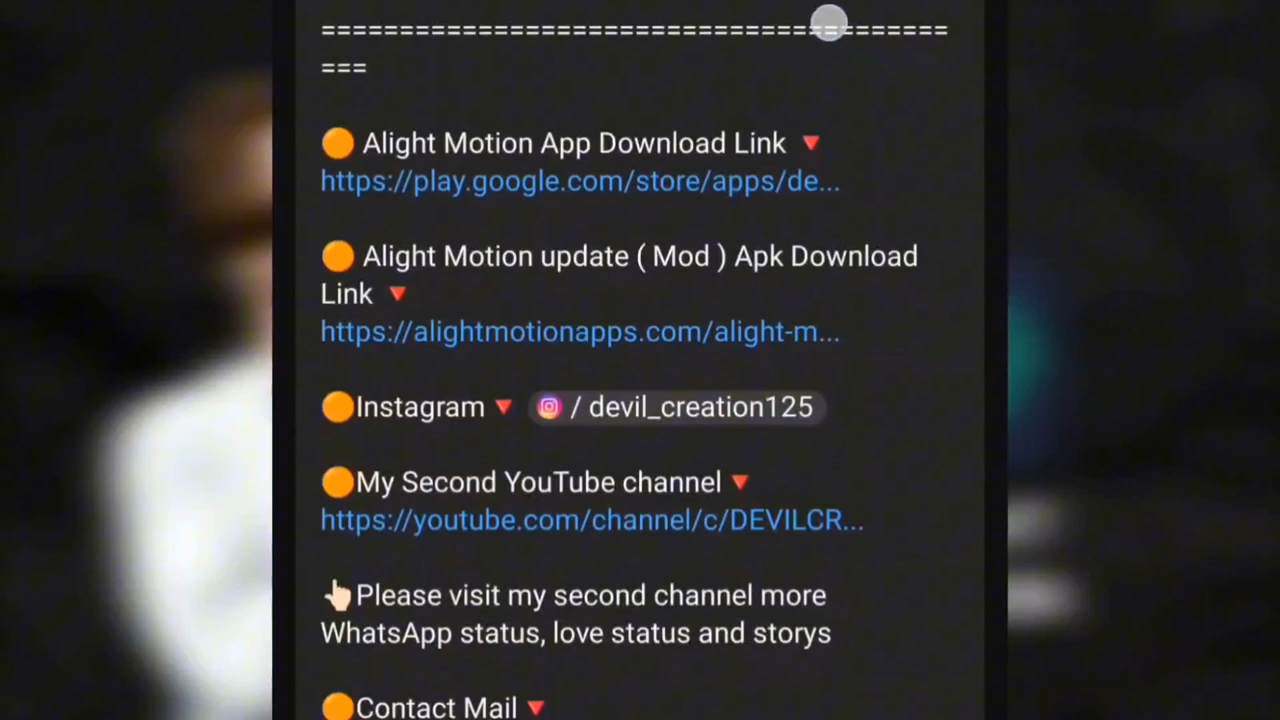 ========================================
===
🟠 Alight Motion App Download Link 🔻
https://play.google.com/store/apps/de...
🟠 Alight Motion update ( Mod ) Apk Download
Link 🔻
https://alightmotionapps.com/alight-m...
🟠Instagram🔻 / devil_creation125
🟠My Second YouTube channel🔻
https://youtube.com/channel/c/DEVILCR...
👆🏻Please visit my second channel more
WhatsApp status, love status and storys
🟠Contact Mail🔻